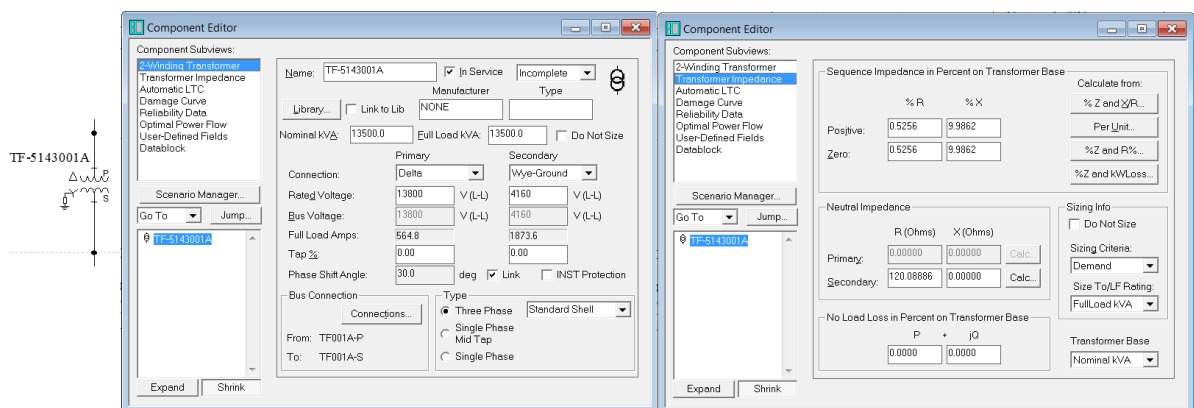 TF-5143001A
P
S
Component Editor
Component Subviews:
2-Winding Transformer
Transformer Impedance
Automatic LTC
Damage Curve
Reliability Data
Optimal Power Flow
User-Defined Fields
Datablock
Scenario Manager...
Go To Jump...
TF-5143001A
Expand Shrink
Name: TF-5143001A In Service Incomplete
Manufacturer Type
Library... Link to Lib NONE
Nominal kVA: 13500.0 Full Load kVA: 13500.0 Do Not Size
Primary Secondary
Connection: Delta Wye-Ground
Rated Voltage: 13800 V (L-L) 4160 V (L-L)
Bus Voltage: 13800 V (L-L) 4160 V (L-L)
Full Load Amps: 564.8 1873.6
Tap %: 0.00 0.00
Phase Shift Angle: 30.0 deg Link INST Protection
Bus Connection
Connections...
From: TF001A-P
To: TF001A-S
Type
Three Phase Standard Shell
Single Phase
Mid Tap
Single Phase
Component Editor
Component Subviews:
2-Winding Transformer
Transformer Impedance
Automatic LTC
Damage Curve
Reliability Data
Optimal Power Flow
User-Defined Fields
Datablock
Scenario Manager...
Go To Jump...
TF-5143001A
Expand Shrink
Sequence Impedance in Percent on Transformer Base
Calculate from:
% R % X
% Z and X/R...
Positive: 0.5256 9.9862
Per Unit...
Zero: 0.5256 9.9862
%Z and R%...
%Z and kWLoss...
Neutral Impedance
R (Ohms) X (Ohms)
Primary: 0.00000 0.00000 Calc...
Secondary: 120.08886 0.00000 Calc...
Sizing Info
Do Not Size
Sizing Criteria:
Demand
Size To/LF Rating:
FullLoad kVA
No Load Loss in Percent on Transformer Base
P + jQ
0.0000 0.0000
Transformer Base
Nominal kVA